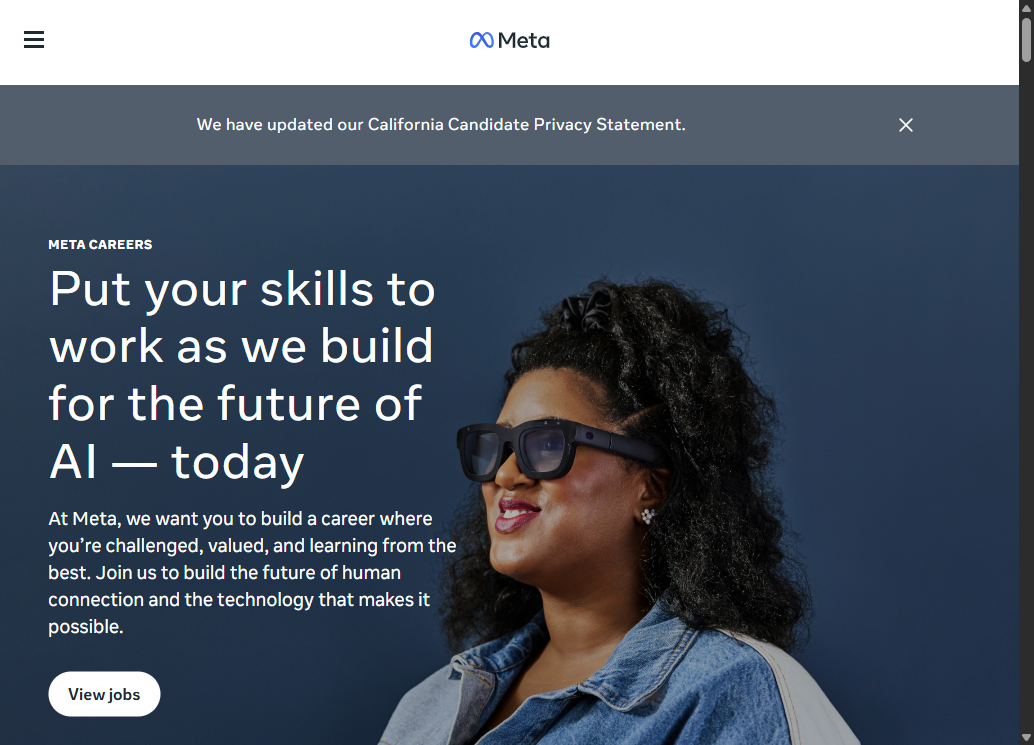 Meta
We have updated our California Candidate Privacy Statement.
META CAREERS
Put your skills to
work as we build
for the future of
AI — today
At Meta, we want you to build a career where
you’re challenged, valued, and learning from the
best. Join us to build the future of human
connection and the technology that makes it
possible.
View jobs